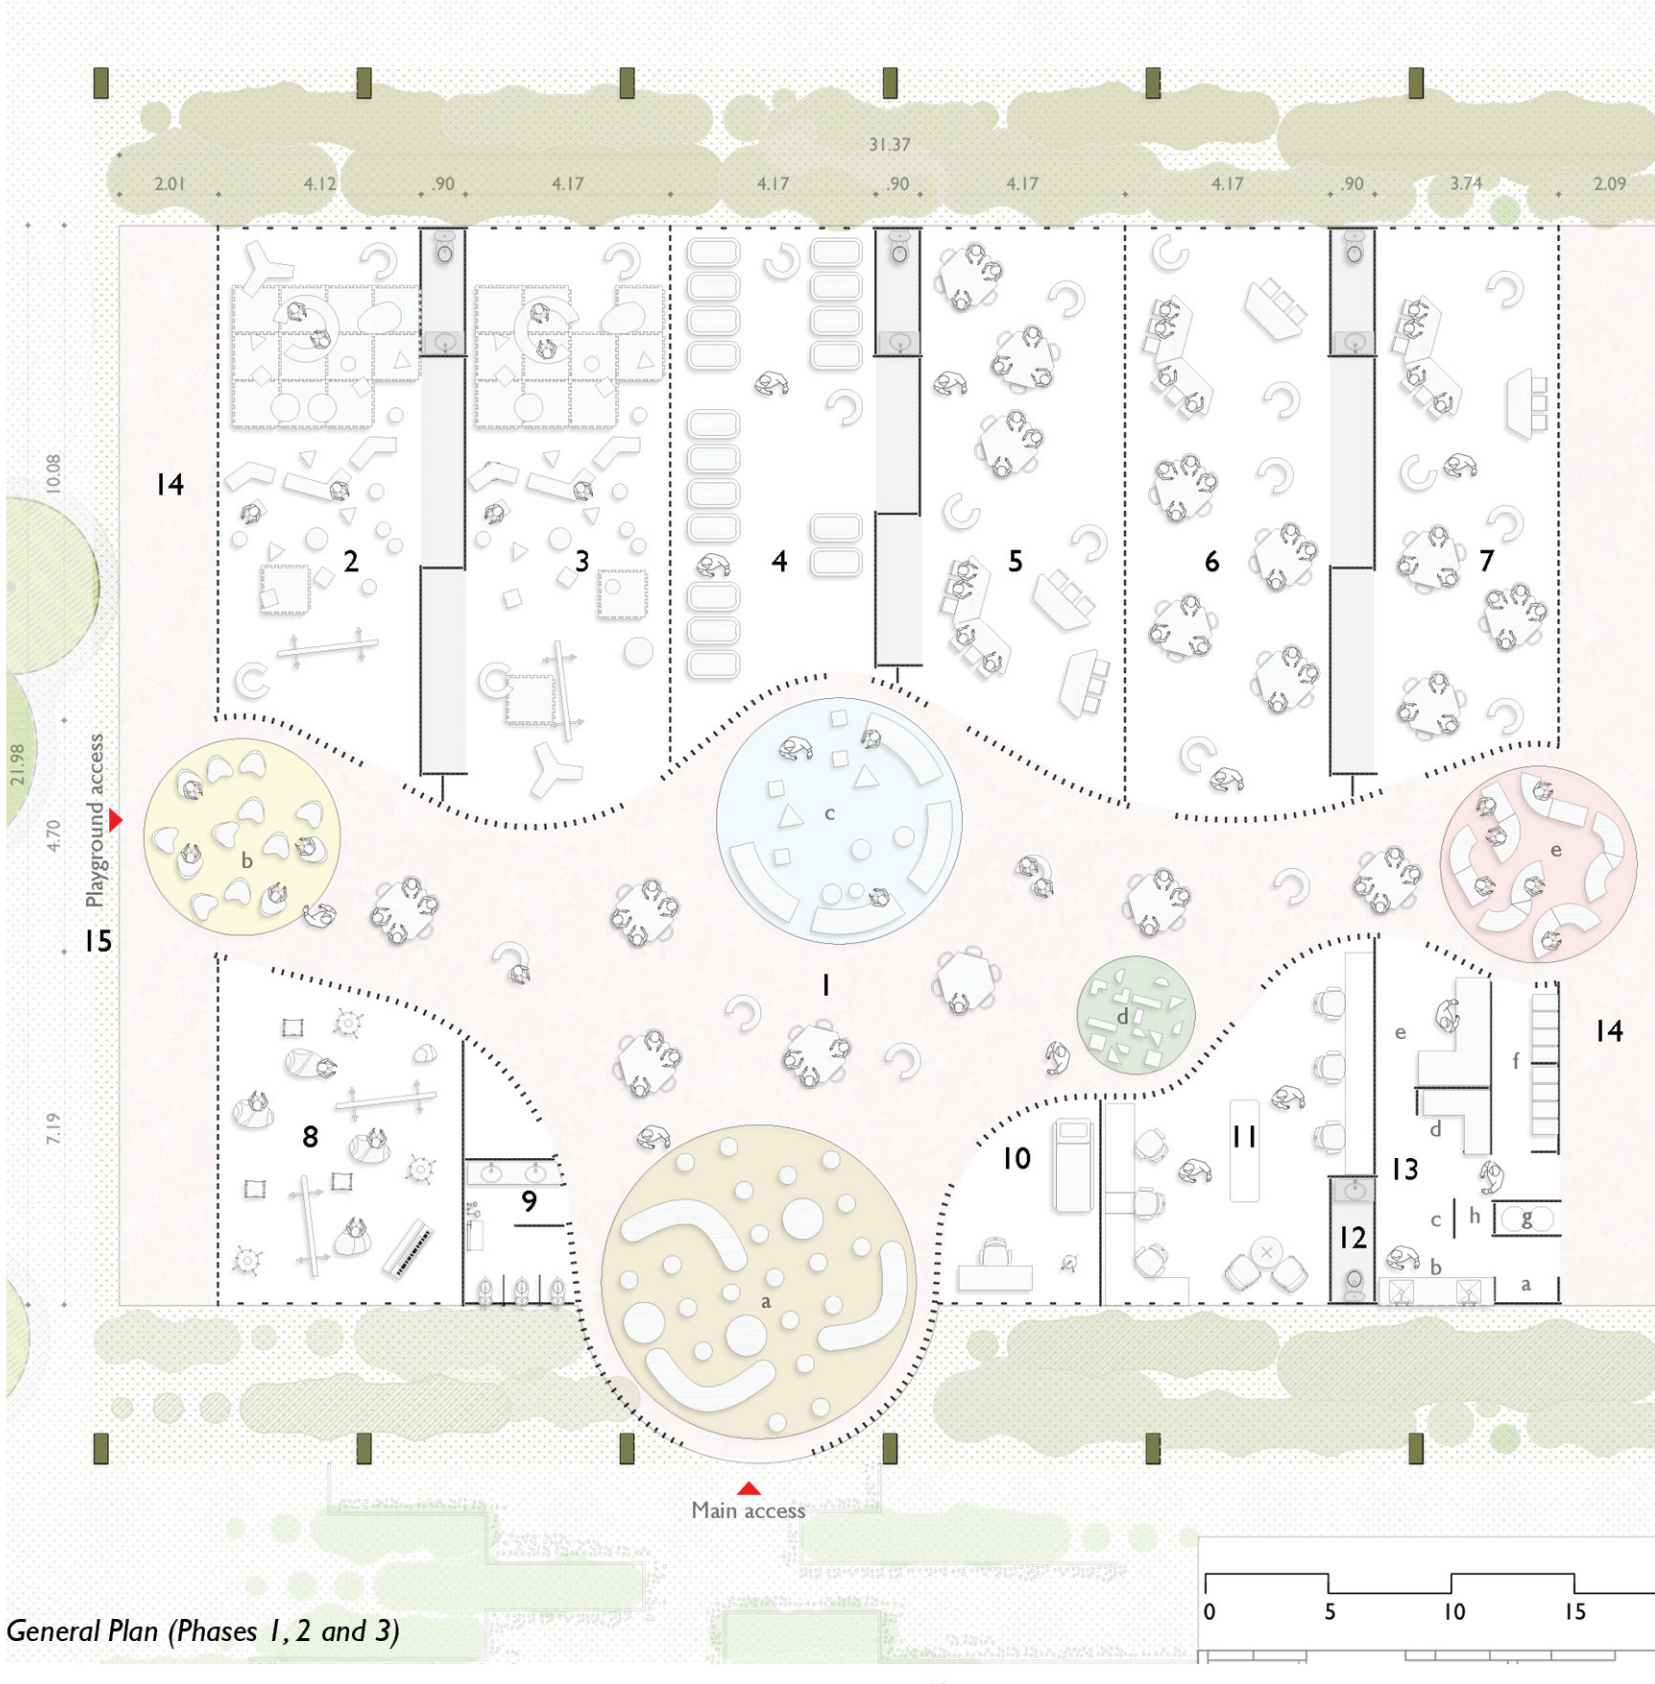 31.37
2.01 4.12 .90 4.17 4.17 .90 4.17 4.17 .90 3.74 2.09
10.08
14
2 3 4 5 6 7
21.98
Playground access
4.70
c
b
e
15
1
d
e
f
14
7.19
8
d
10
11
13
9
c h g
12
b
a
a
Main access
0 5 10 15
General Plan (Phases 1, 2 and 3)